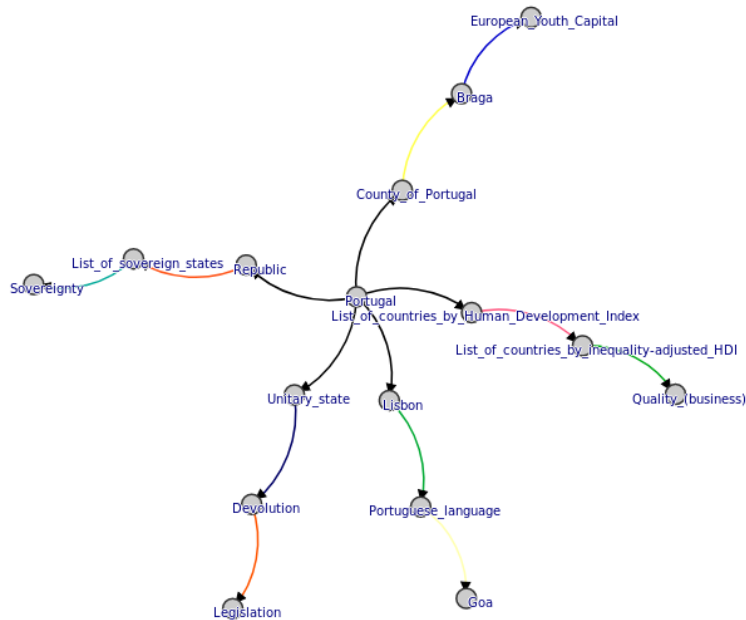 European_Youth_Capital
Braga
County_of_Portugal
List_of_sovereign_states
Republic
Sovereignty
Portugal
List_of_countries_by_Human_Development_Index
List_of_countries_by_inequality-adjusted_HDI
Unitary_state
Lisbon
Quality_(business)
Devolution
Portuguese_language
Legislation
Goa